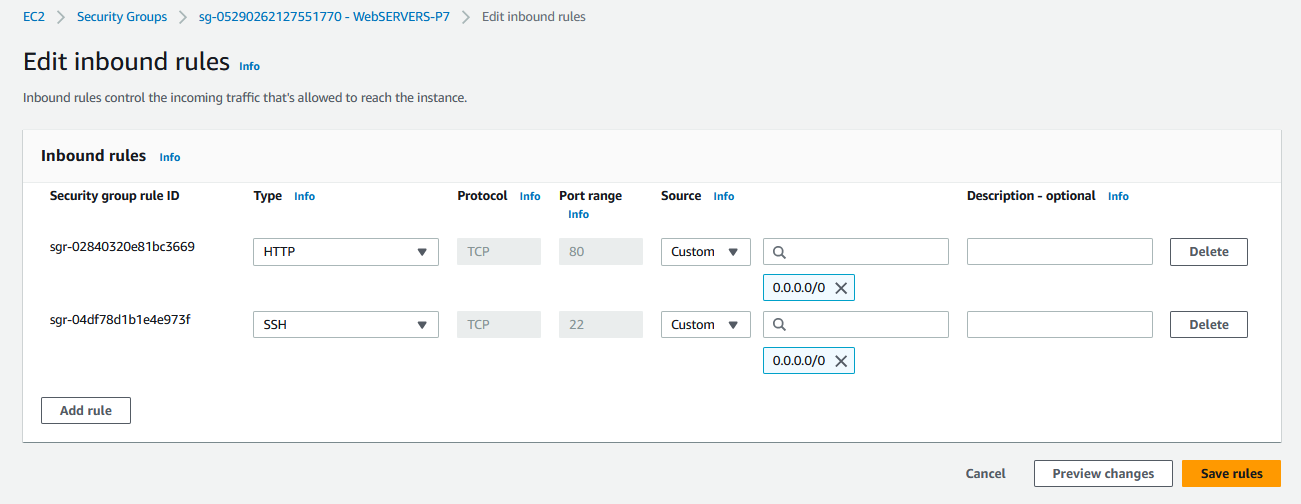 EC2 > Security Groups > sg-05290262127551770 - WebSERVERS-P7 > Edit inbound rules
Edit inbound rules Info
Inbound rules control the incoming traffic that's allowed to reach the instance.
Inbound rules Info
Security group rule ID Type Info Protocol Info Port range Source Info Description - optional Info
Info
sgr-02840320e81bc3669 HTTP TCP 80 Custom Delete
0.0.0.0/0
sgr-04df78d1b1e4e973f SSH TCP 22 Custom Delete
0.0.0.0/0
Add rule
Cancel Preview changes Save rules